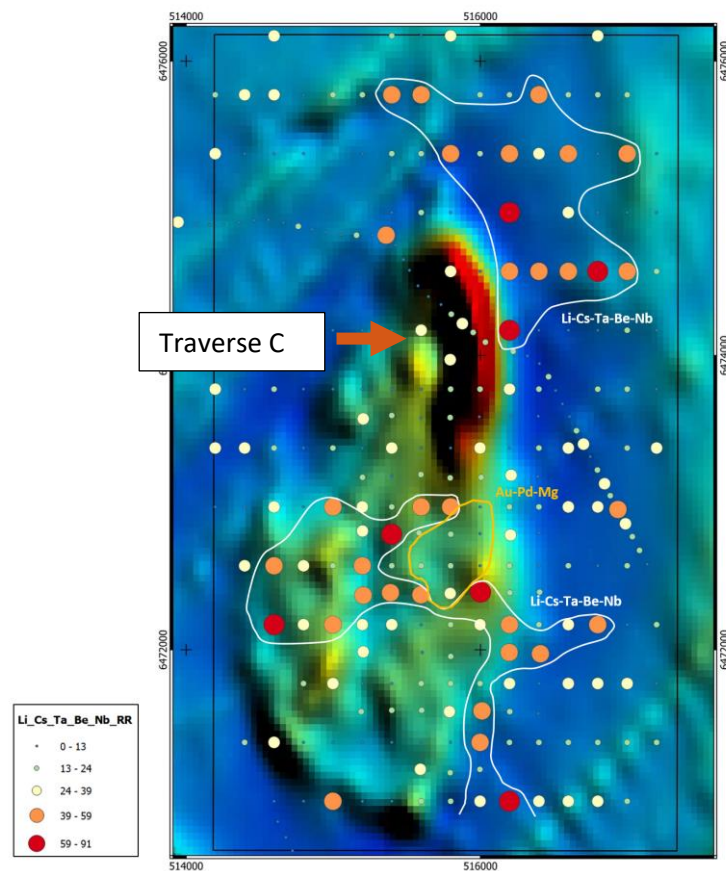 514000
516000
6476000
6476000
Li-Cs-Ta-Be-Nb
Traverse C
6474000
Au-Pd-Mg
Li-Cs-Ta-Be-Nb
6472000
6472000
Li_Cs_Ta_Be_Nb_RR
0 - 13
13 - 24
24 - 39
39 - 59
59 - 91
514000
516000